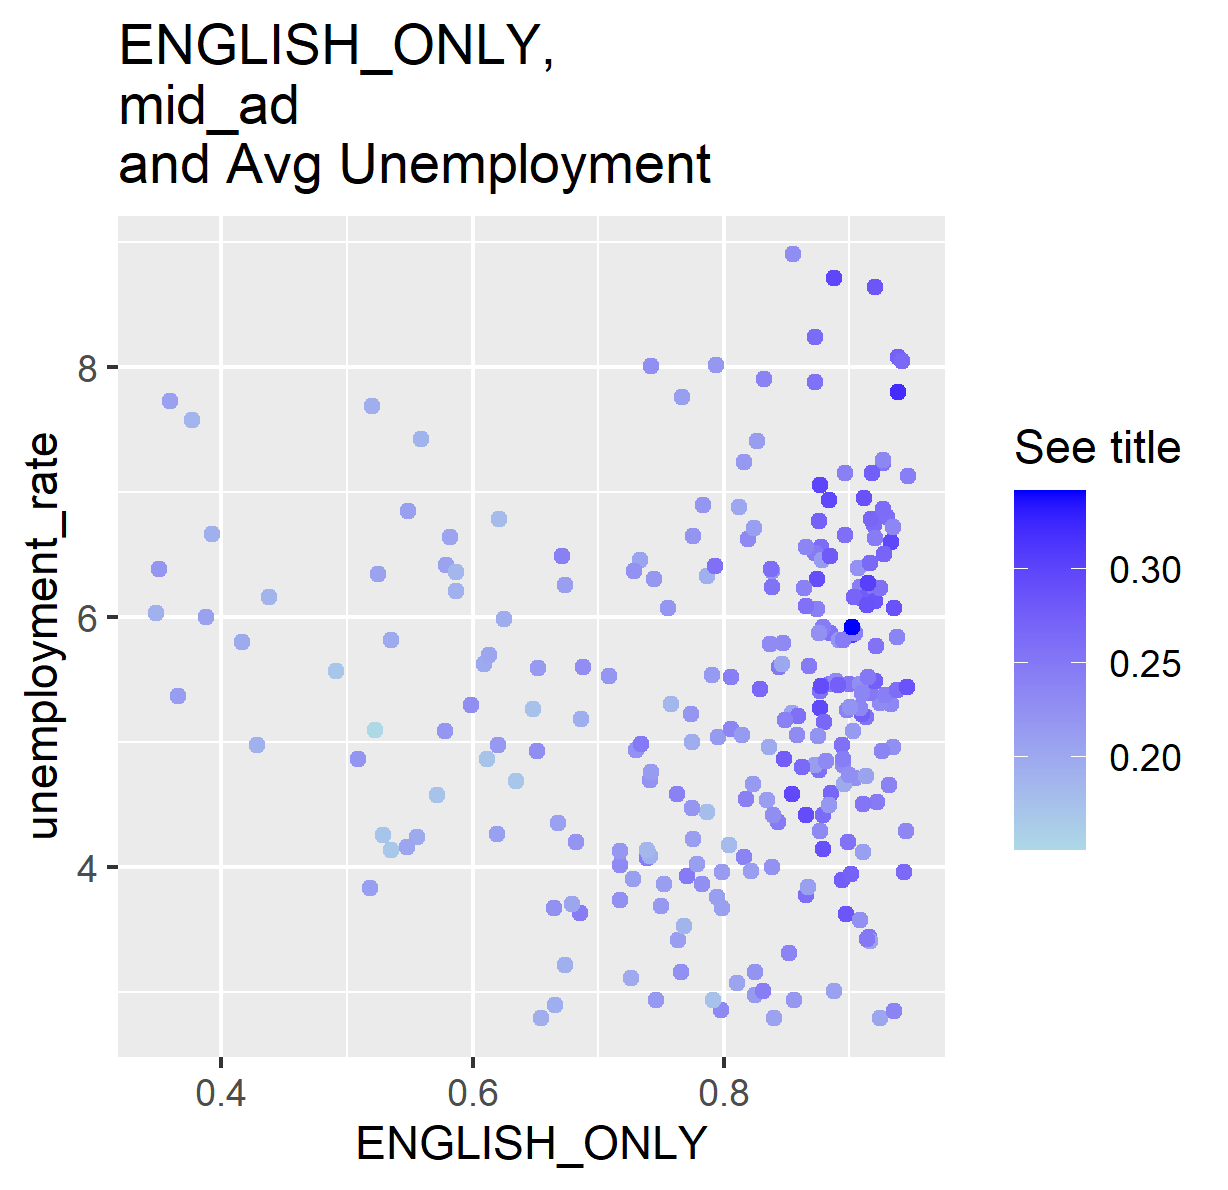 ENGLISH_ONLY,
mid_ad
and Avg Unemployment
unemployment_rate
8
6
4
0.4
0.6
0.8
ENGLISH_ONLY
See title
0.30
0.25
0.20